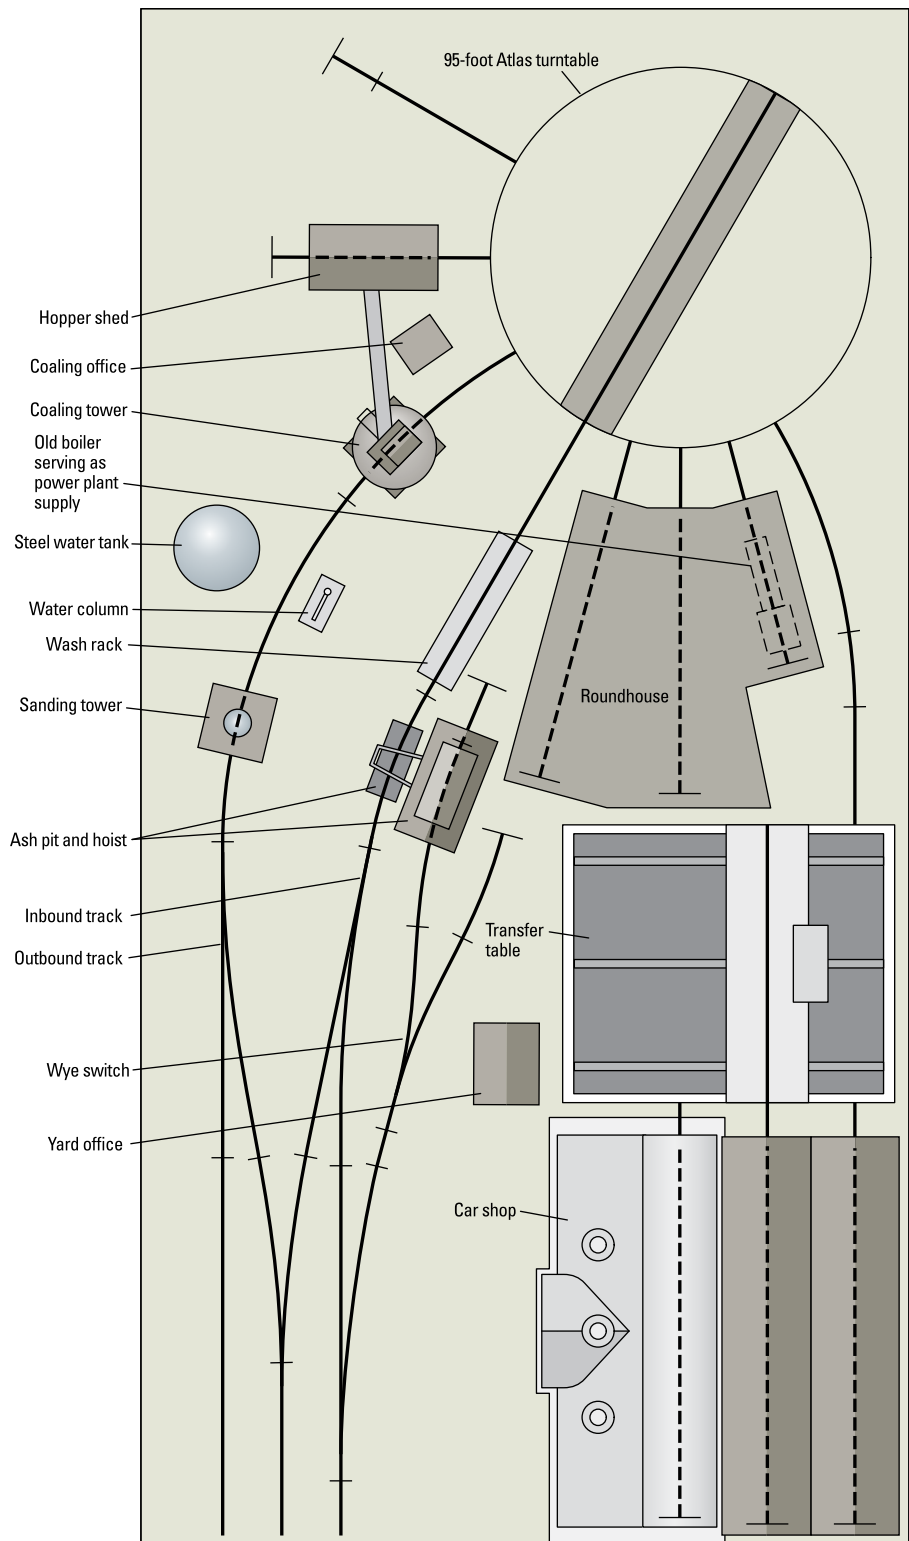 95-foot Atlas turntable
Hopper shed
Coaling office
Coaling tower
Old boiler
serving as
power plant
supply
Steel water tank
Water column
Wash rack
Sanding tower
Roundhouse
Ash pit and hoist
Inbound track
Outbound track
Transfer
table
Wye switch
Yard office
Car shop